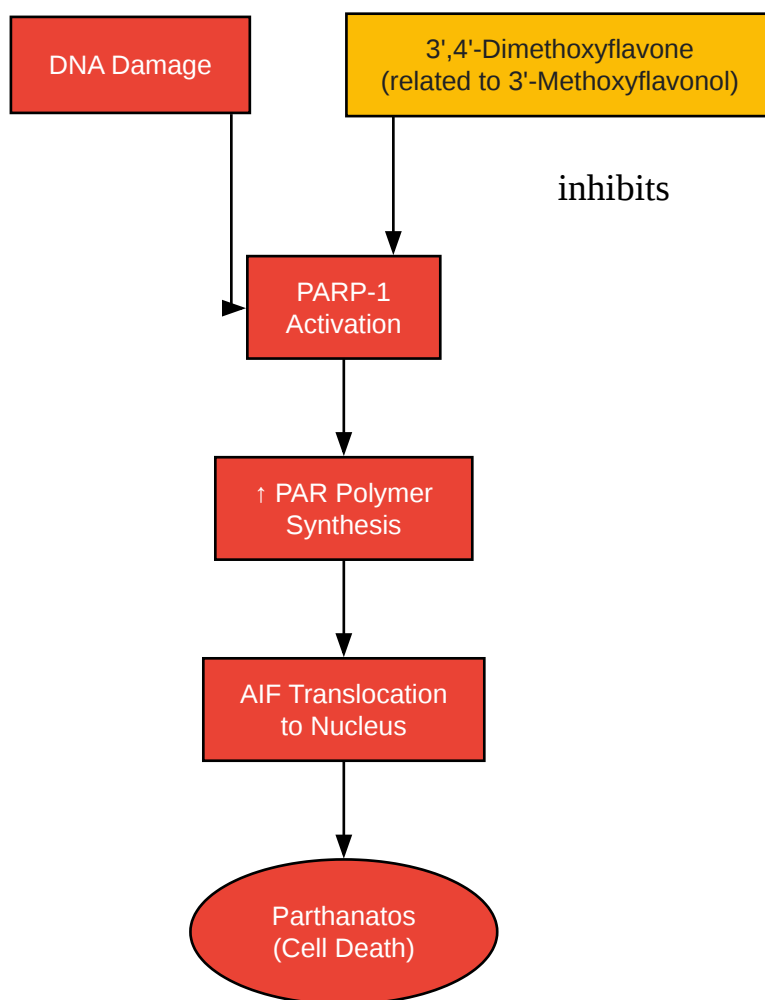 DNA Damage
3',4'-Dimethoxyflavone
(related to 3'-Methoxyflavonol)
inhibits
PARP-1
Activation
↑ PAR Polymer
Synthesis
AIF Translocation
to Nucleus
Parthanatos
(Cell Death)